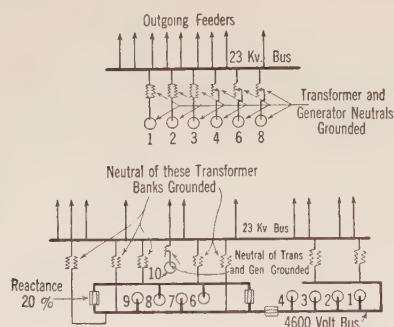 Outgoing Feeders
23 Kv. Bus
Transformer and
Generator Neutrals
Grounded
1 2 3 4 6 8
Neutral of these Transformer
Banks Grounded
23 Kv Bus
Neutral of Trans
and Gen Grounded
10
Reactance
20 %
9 8 7 6
4 3 2 1
4600 Volt Bus